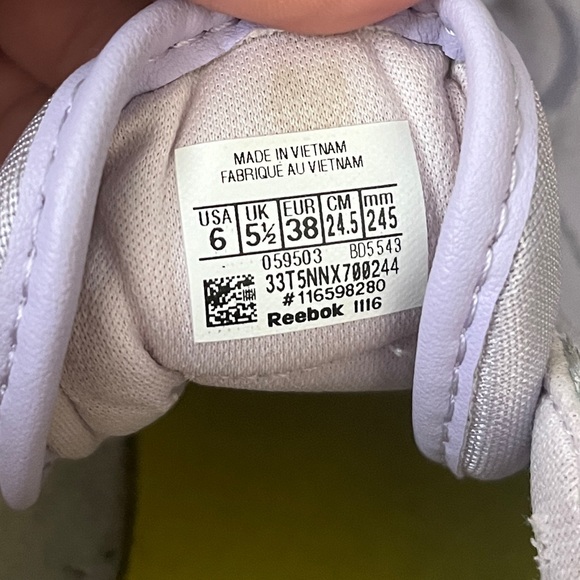 MADE IN VIETNAM
FABRIQUE AU VIETNAM
USA UK EUR CM mm
6 5½ 38 24.5 245
059503 BD5543
33T5NNX700244
#116598280
Reebok 1116